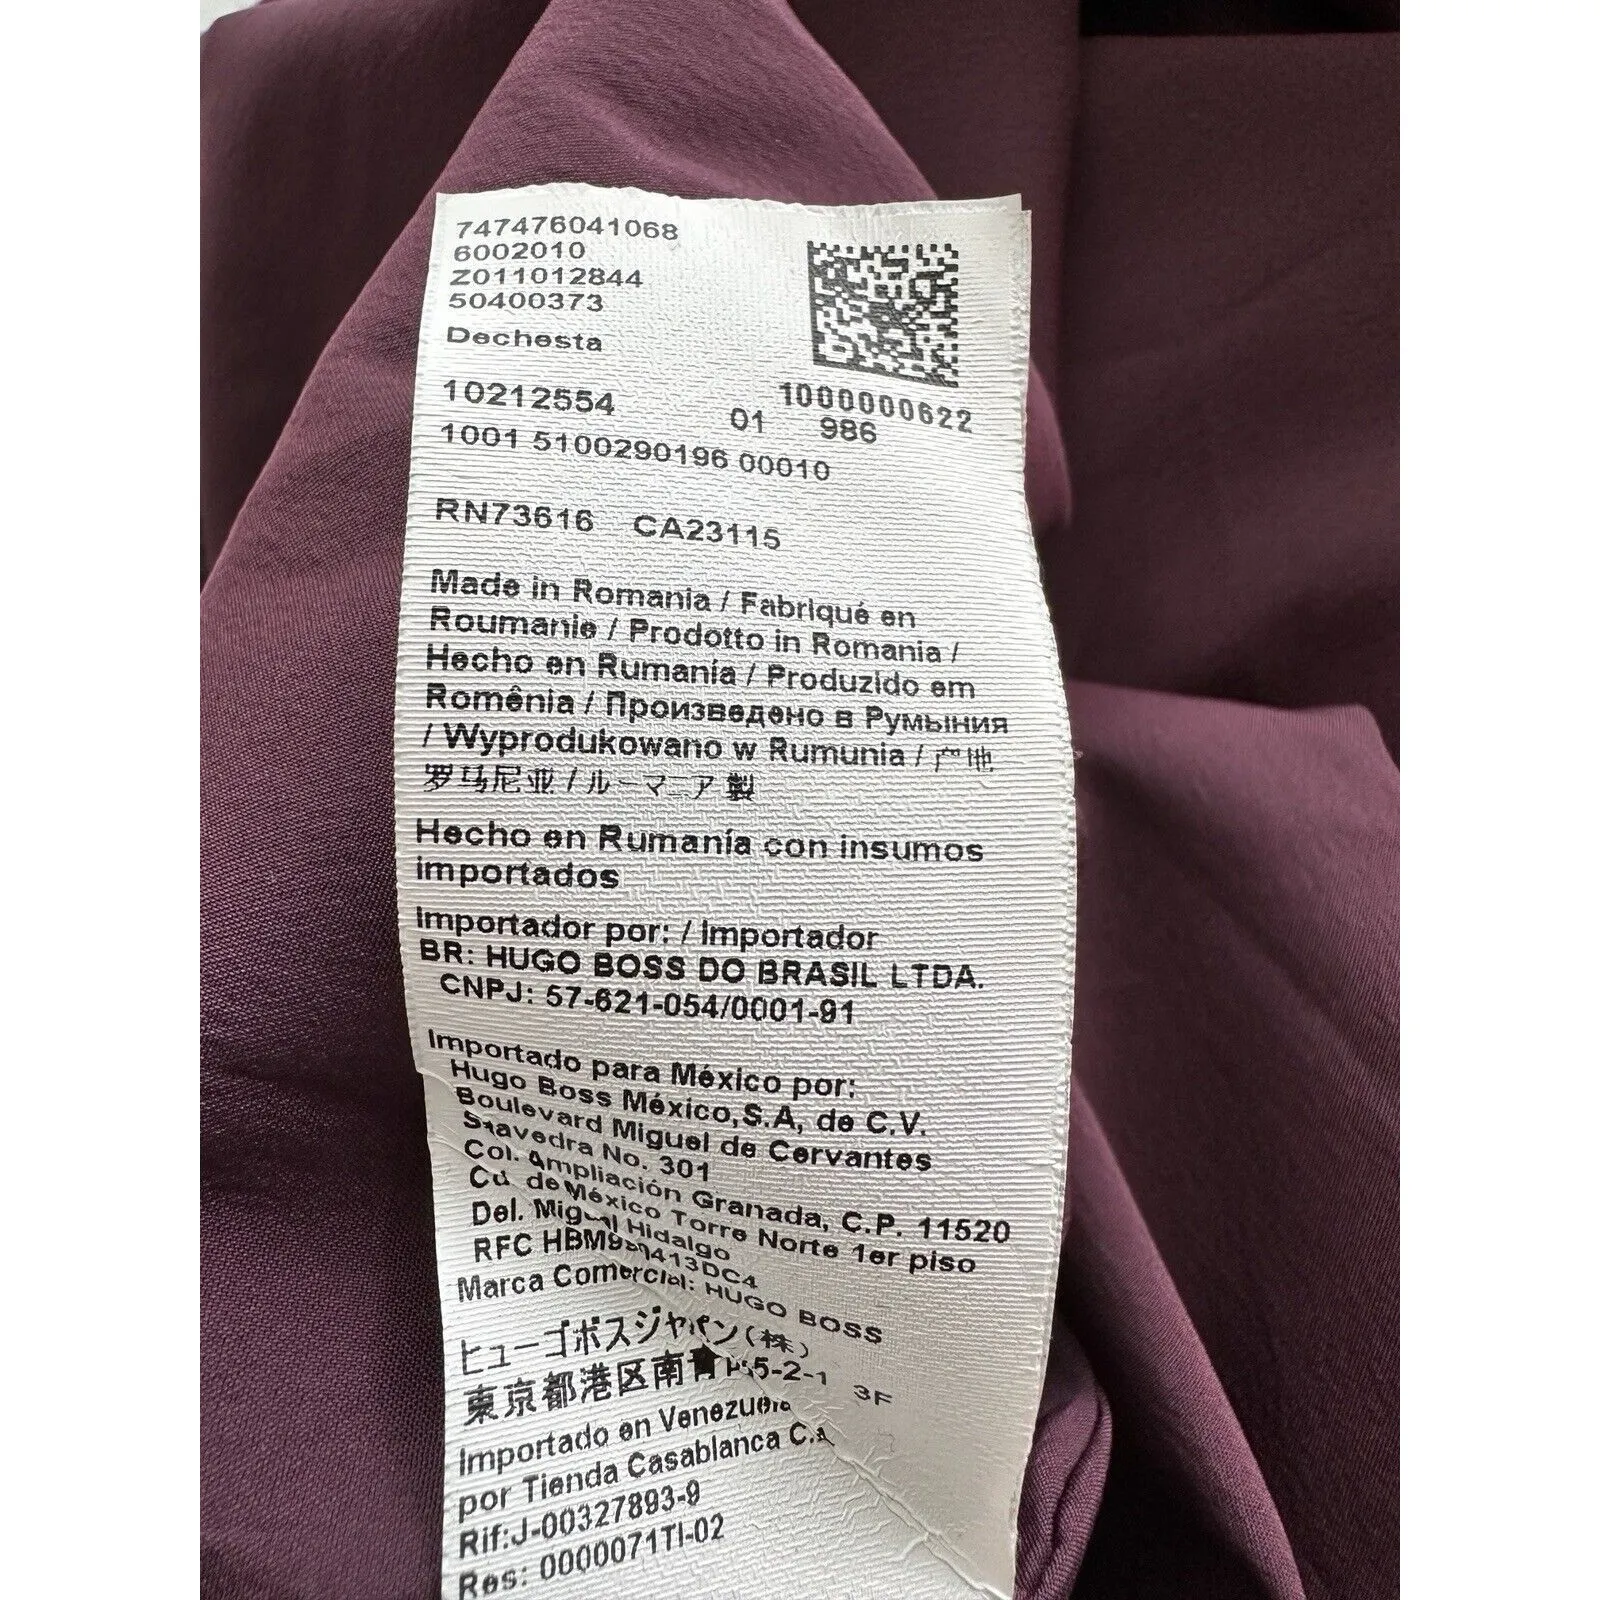 747476041068
6002010
Z011012844
50400373
Dechesta
10212554
01
1000000622
986
1001 5100290196 00010
RN73616 CA23115
Made in Romania / Fabriqué en
Roumanie / Prodotto in Romania /
Hecho en Rumanía / Produzido em
Romênia / Произведено в Румыния
/ Wyprodukowano w Rumunia / 产地
罗马尼亚 / ルーマニア製
Hecho en Rumanía con insumos
importados
Importador por: / Importador
BR: HUGO BOSS DO BRASIL LTDA.
CNPJ: 57-621-054/0001-91
Importado para México por:
Hugo Boss México,S.A, de C.V.
Boulevard Miguel de Cervantes
Saavedra No. 301
Col. Ampliación Granada, C.P. 11520
Cd. de México Torre Norte 1er piso
Del. Miguel Hidalgo
RFC
Marca Comercial: HUGO BOSS
ヒューゴボスジャパン(株)
東京都港区南青 3F
Importado en Venezuela
por Tienda Casablanca C.A
Rif:J-00327893-9
Res: 0000071TI-02